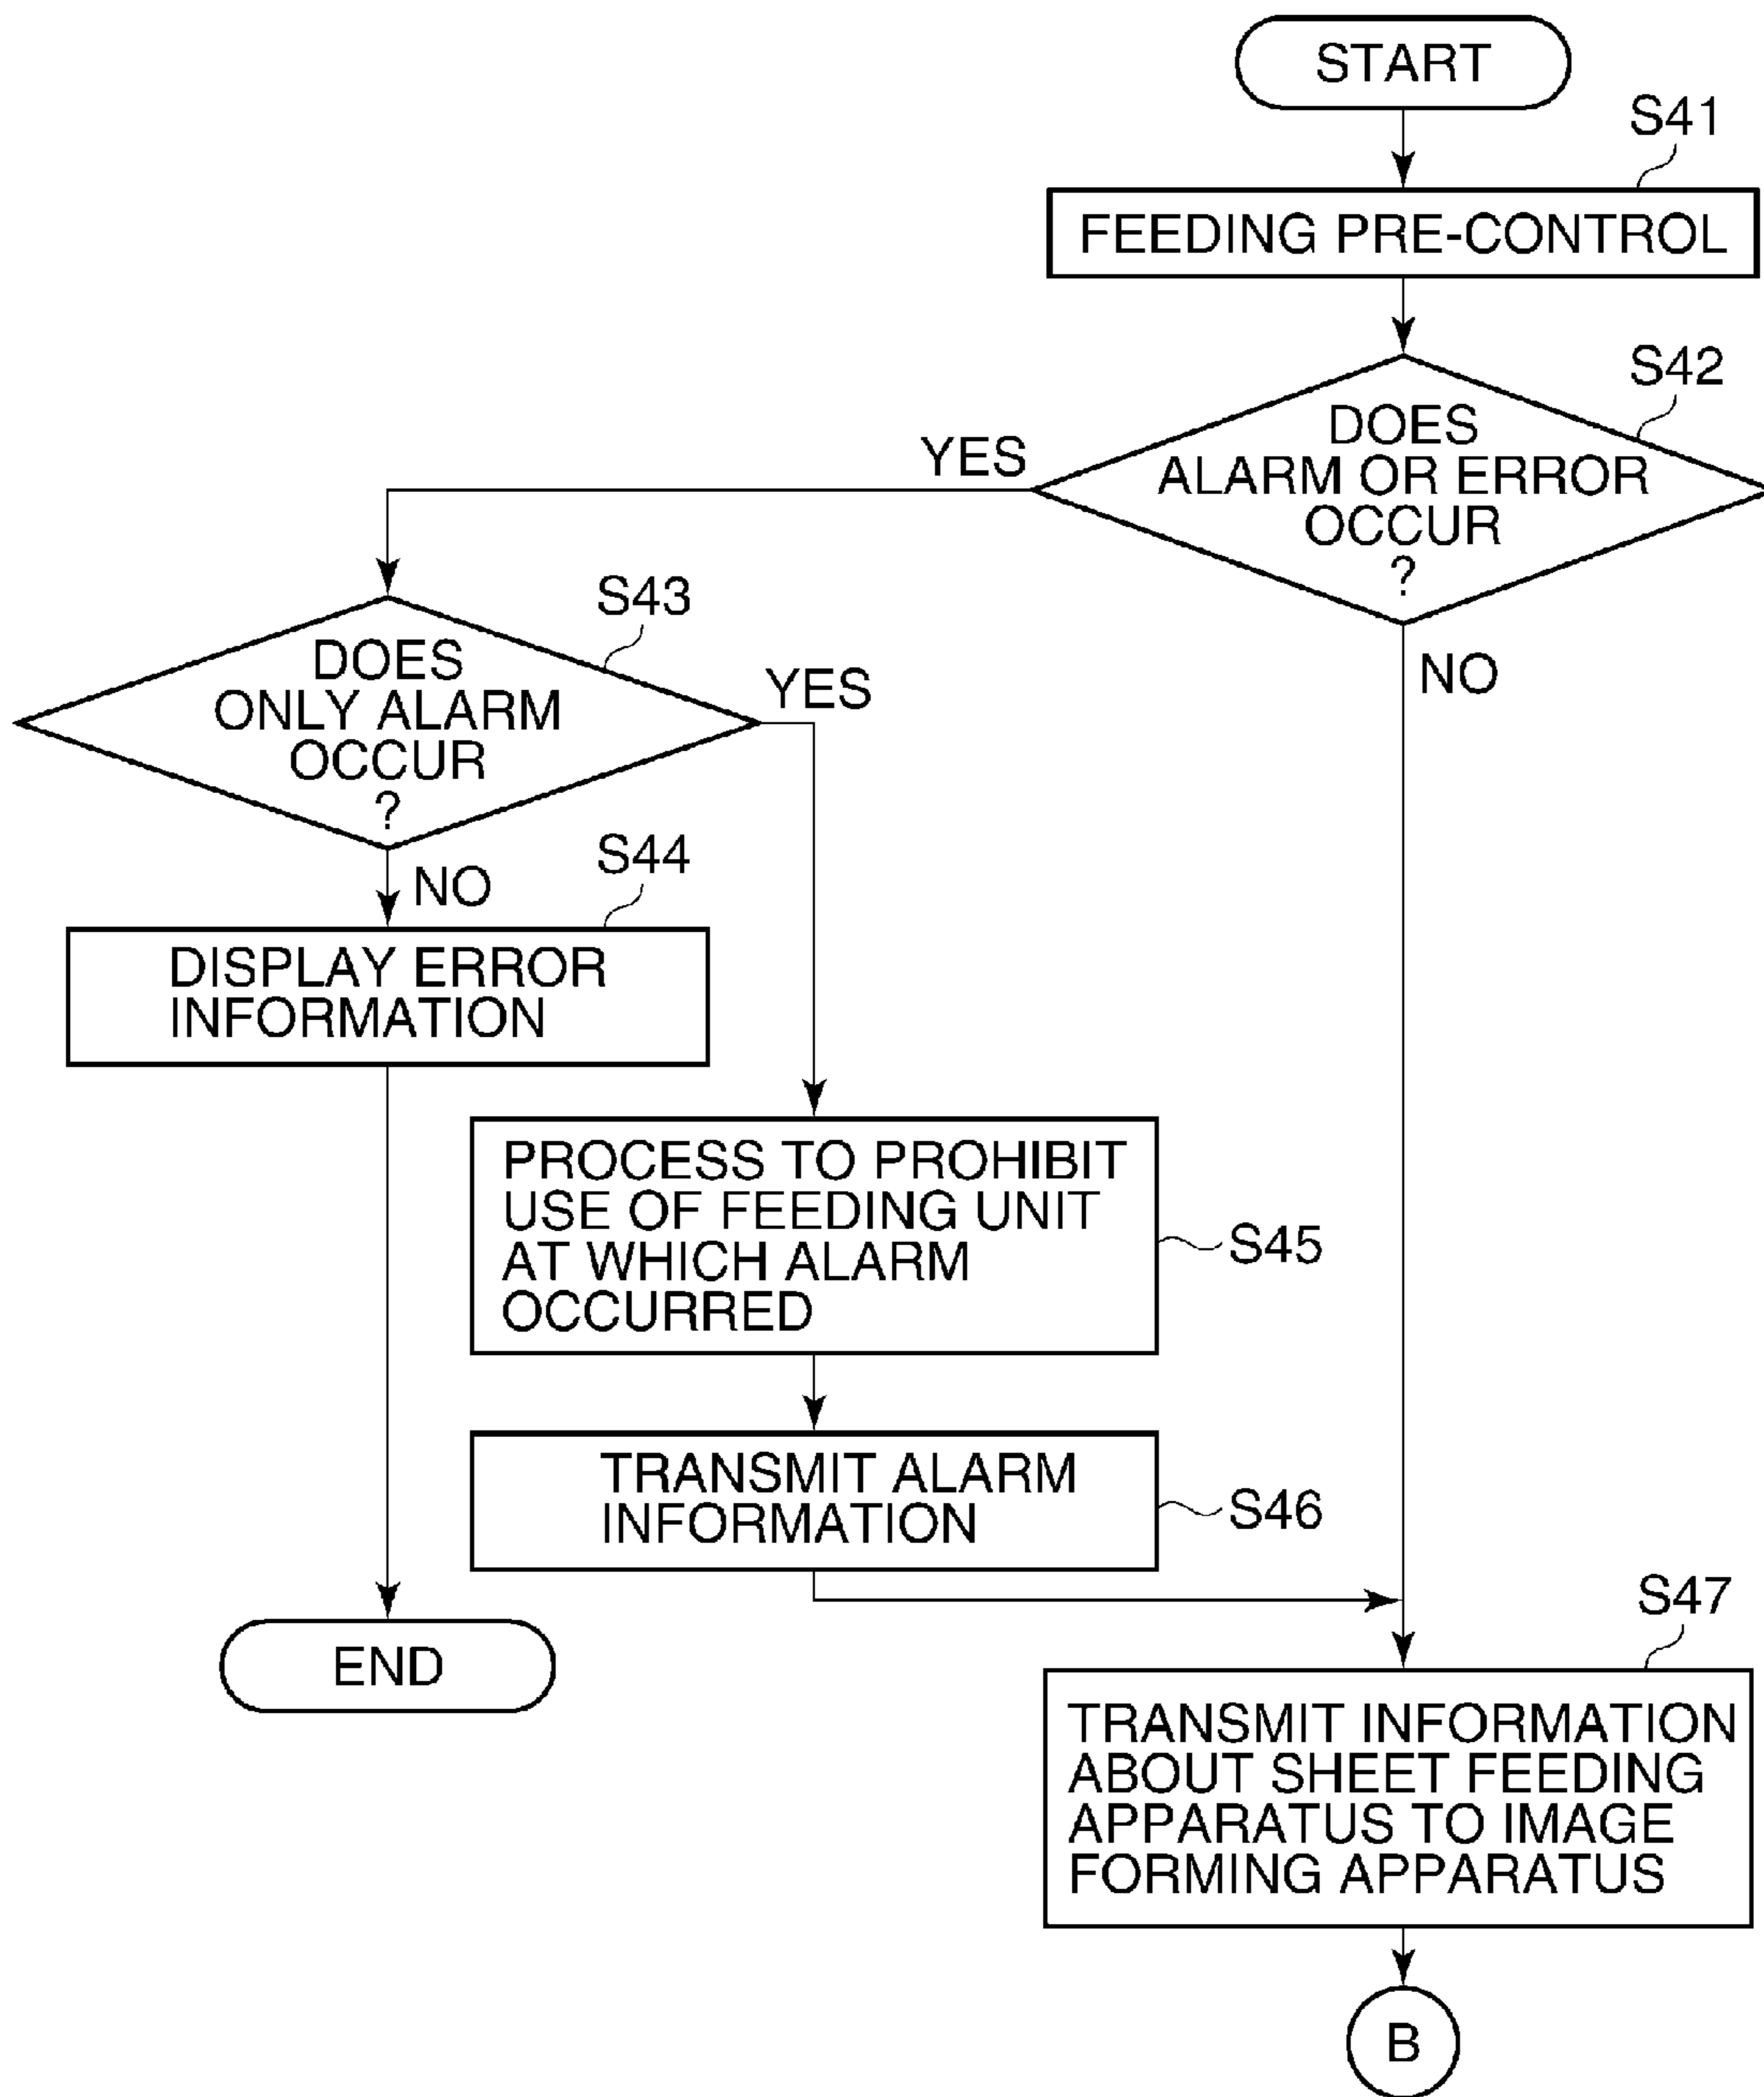 START
S41
FEEDING PRE-CONTROL
S42
DOES
ALARM OR ERROR
OCCUR
?
YES
NO
S43
DOES
ONLY ALARM
OCCUR
?
YES
NO
S44
DISPLAY ERROR
INFORMATION
PROCESS TO PROHIBIT
USE OF FEEDING UNIT
AT WHICH ALARM
OCCURRED
S45
TRANSMIT ALARM
INFORMATION
S46
END
S47
TRANSMIT INFORMATION
ABOUT SHEET FEEDING
APPARATUS TO IMAGE
FORMING APPARATUS
B